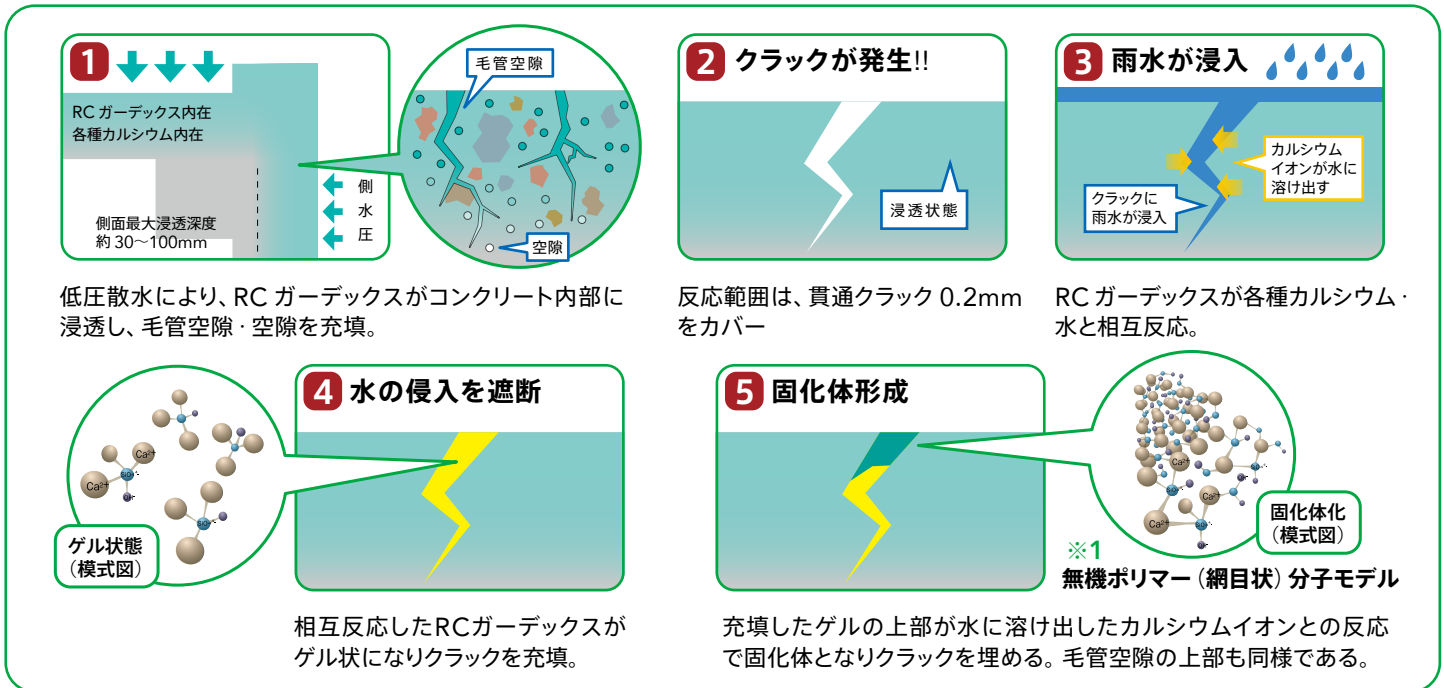 1
RC ガーデックス内在
各種カルシウム内在
側面最大浸透深度
約 30〜100mm
側
水
圧
毛管空隙
空隙
低圧散水により、RC ガーデックスがコンクリート内部に
浸透し、毛管空隙・空隙を充填。
2 クラックが発生!!
浸透状態
反応範囲は、貫通クラック 0.2mm
をカバー
3 雨水が浸入
カルシウム
イオンが水に
溶け出す
クラックに
雨水が浸入
RC ガーデックスが各種カルシウム・
水と相互反応。
4 水の侵入を遮断
Ca²⁺
Ca²⁺
ゲル状態
（模式図）
相互反応したRCガーデックスが
ゲル状になりクラックを充填。
5 固化体形成
Ca²⁺
Ca²⁺
Ca²⁺
固化体化
（模式図）
※1
無機ポリマー（網目状）分子モデル
充填したゲルの上部が水に溶け出したカルシウムイオンとの反応
で固化体となりクラックを埋める。毛管空隙の上部も同様である。